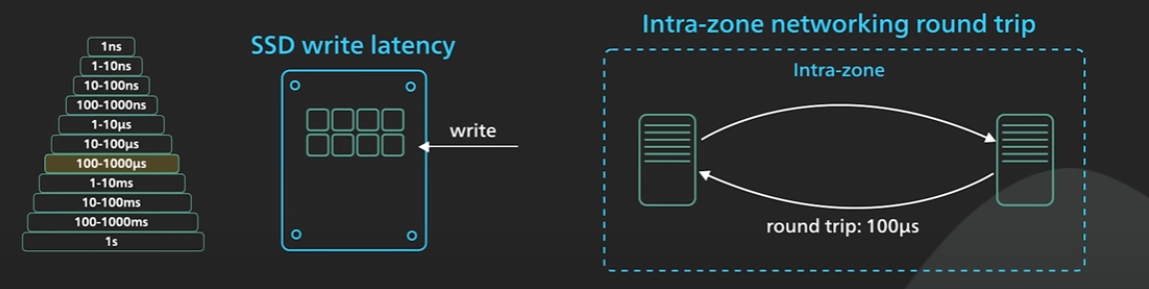 1ns
1-10ns
10-100ns
100-1000ns
1-10µs
10-100µs
100-1000µs
1-10ms
10-100ms
100-1000ms
1s
SSD write latency
write
Intra-zone networking round trip
Intra-zone
round trip: 100µs